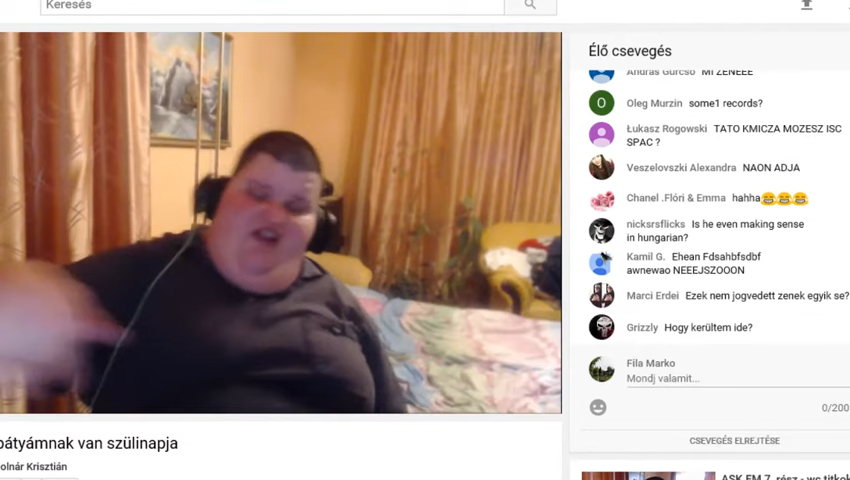 Keresés
Élő csevegés
András Gurcso MI ZENEEE
O
Oleg Murzin some1 records?
Łukasz Rogowski TATO KMICZA MOZESZ ISC
SPAC ?
Veszelovszki Alexandra NAON ADJA
Chanel .Flóri & Emma hahha😂😂😂
nicksrsflicks Is he even making sense
in hungarian?
Kamil G. Ehean Fdsahbfsdbf
awnewao NEEEJSZOOON
Marci Erdei Ezek nem jogvedett zenek egyik se?
Grizzly Hogy kerültem ide?
Fila Marko
Mondj valamit...
0/200
CSEVEGÉS ELREJTÉSE
bátyámnak van szülinapja
olnár Krisztián
ASK.FM 7. rész - wc titkok